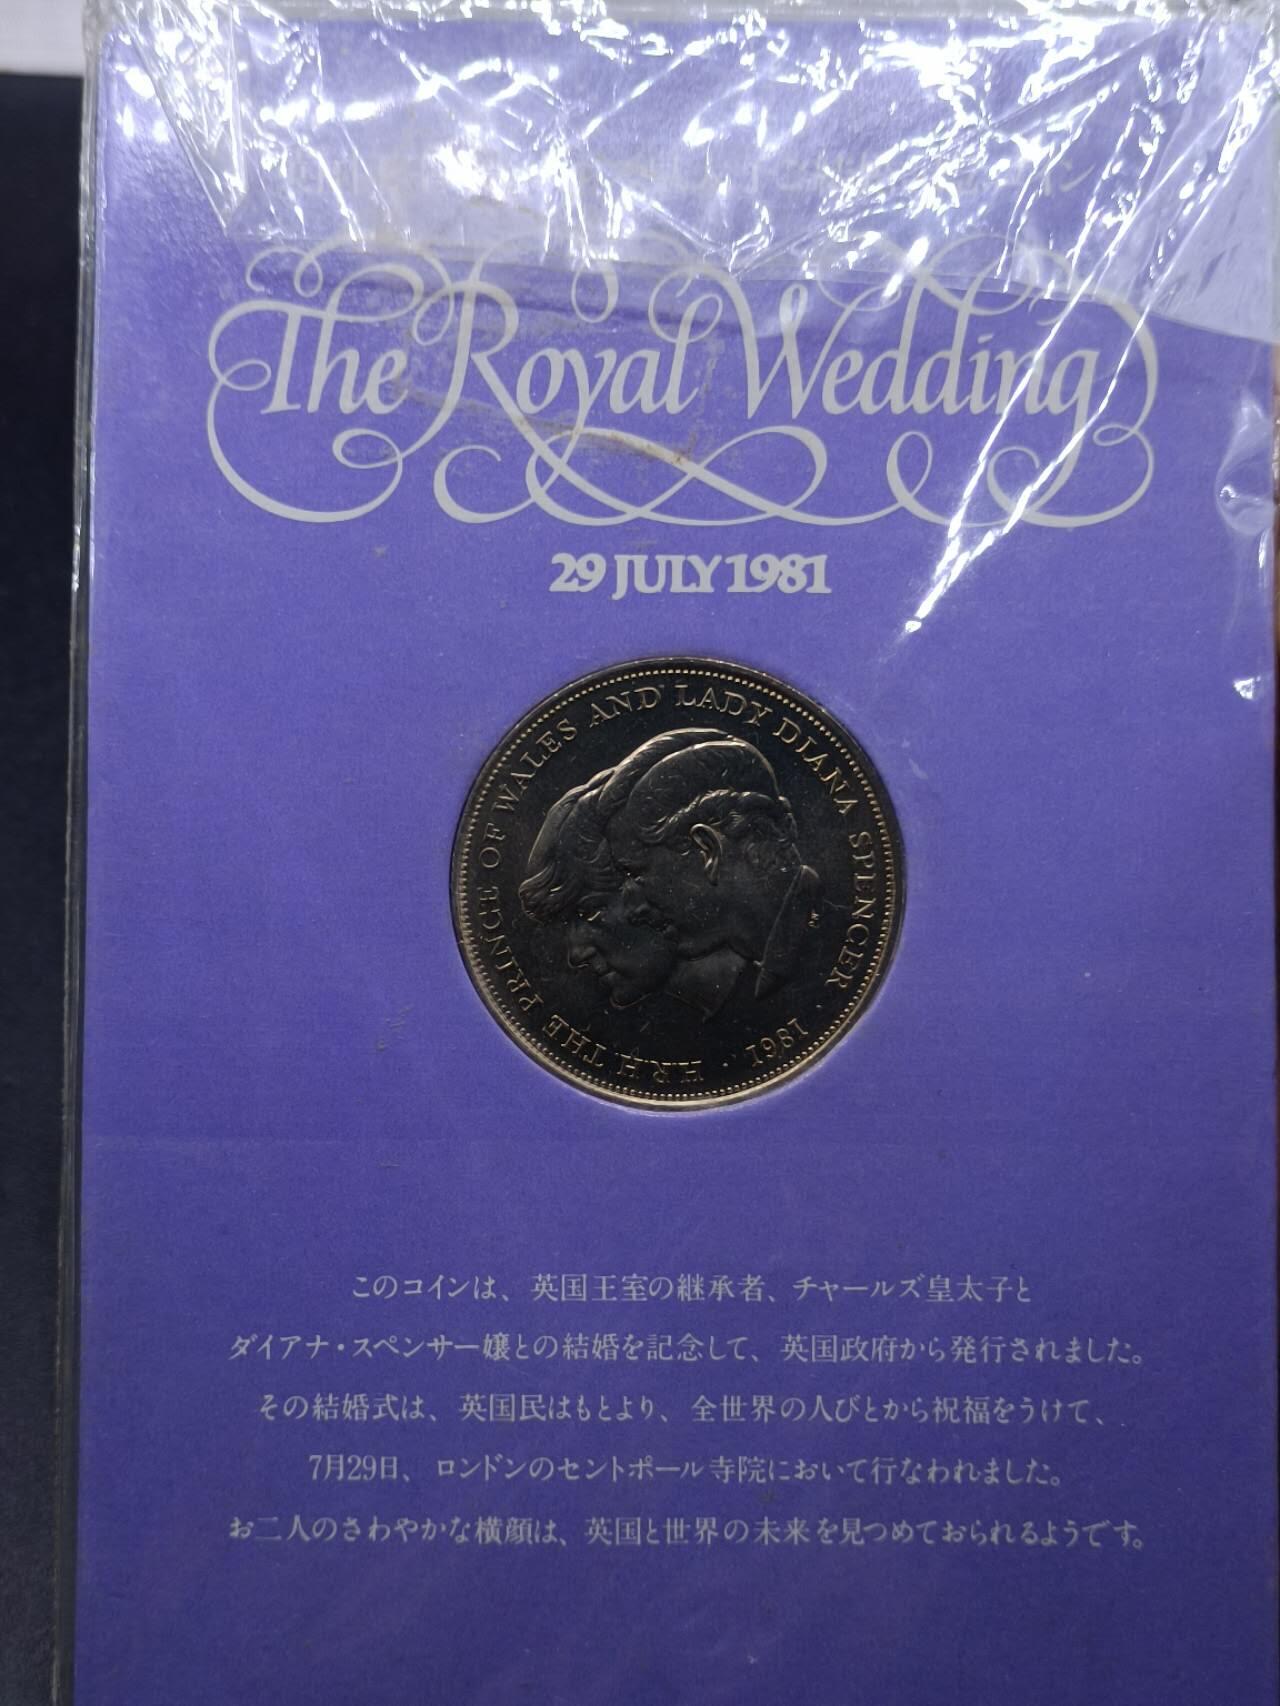 The Royal Wedding
29 JULY 1981
H.R.H. THE PRINCE OF WALES AND LADY DIANA SPENCER · 1981 ·
このコインは、英国王室の継承者、チャールズ皇太子と
ダイアナ・スペンサー嬢との結婚を記念して、英国政府から発行されました。
その結婚式は、英国民はもとより、全世界の人びとから祝福をうけて、
7月29日、ロンドンのセントポール寺院において行なわれました。
お二人のさわやかな横顔は、英国と世界の未来を見つめておられるようです。